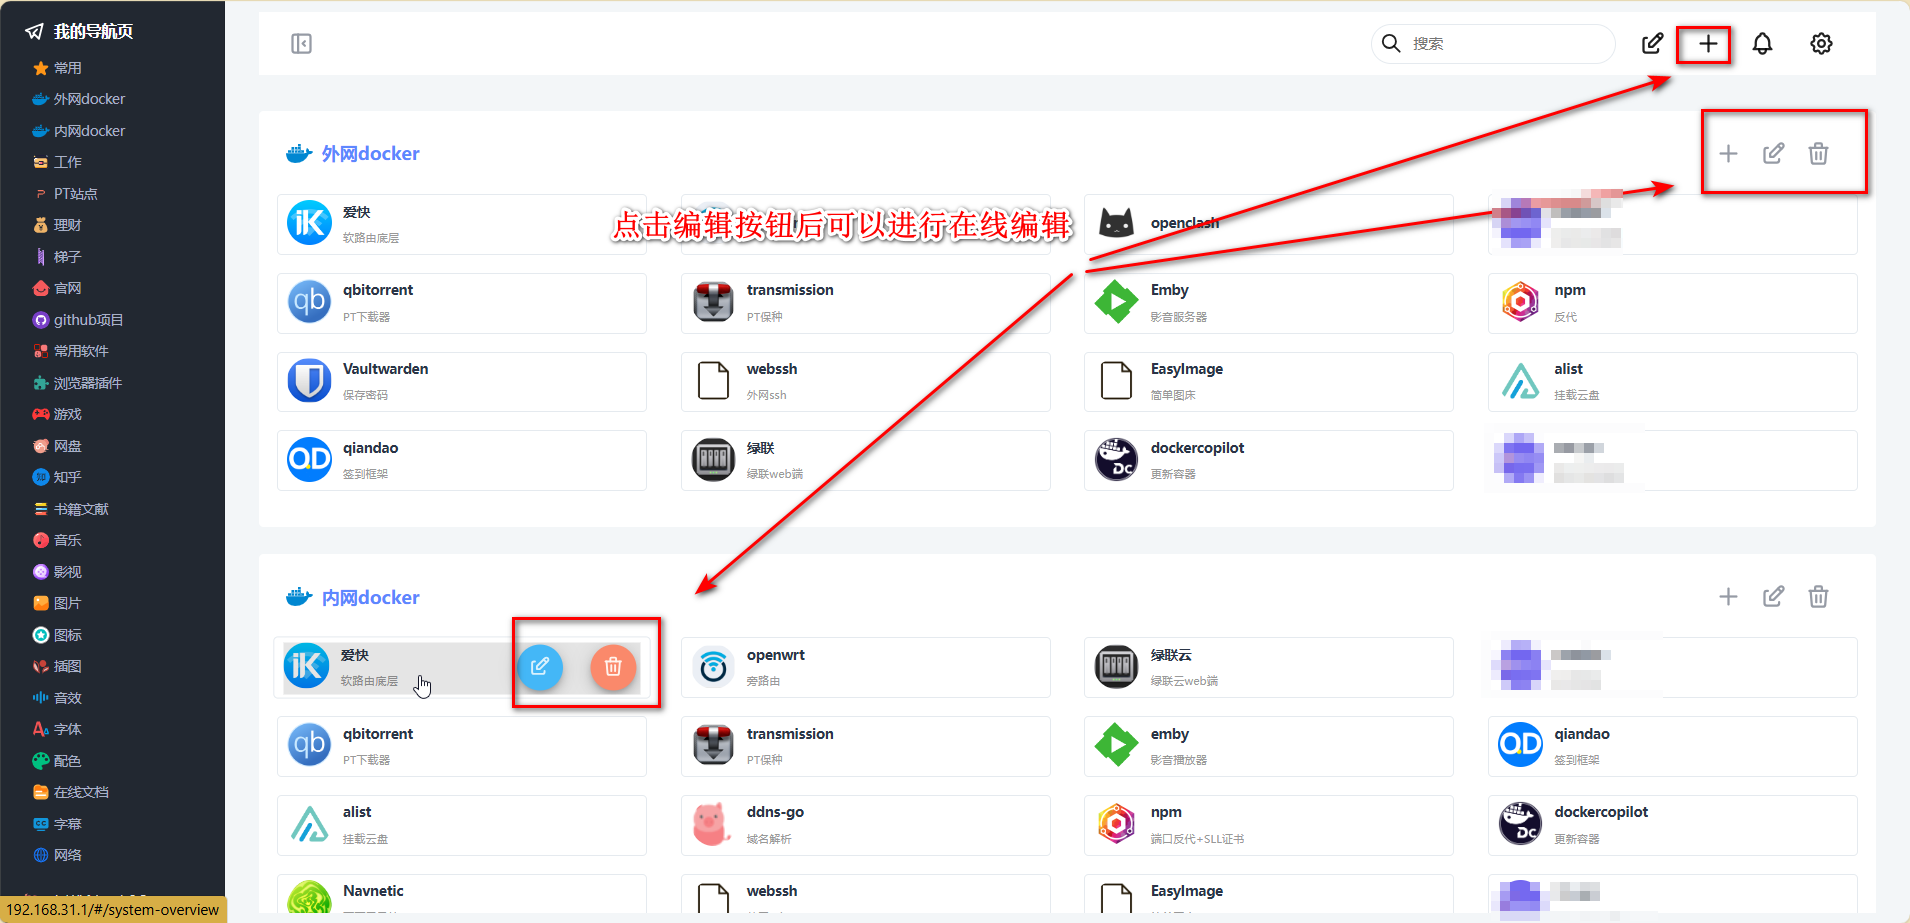 我的导航页
常用
外网docker
内网docker
工作
PT站点
理财
梯子
官网
github项目
常用软件
浏览器插件
游戏
网盘
知乎
书籍文献
音乐
影视
图片
图标
插图
音效
字体
配色
在线文档
字幕
网络
192.168.31.1/#/system-overview
搜索
外网docker
点击编辑按钮后可以进行在线编辑
爱快
软路由底层
openclash
qbitorrent
PT下载器
transmission
PT保种
Emby
影音服务器
npm
反代
Vaultwarden
保存密码
webssh
外网ssh
EasyImage
简单图床
alist
挂载云盘
qiandao
签到框架
绿联
绿联web端
dockercopilot
更新容器
内网docker
爱快
软路由底层
openwrt
旁路由
绿联云
绿联云web端
qbitorrent
PT下载器
transmission
PT保种
emby
影音播放器
qiandao
签到框架
alist
挂载云盘
ddns-go
域名解析
npm
端口反代+SLL证书
dockercopilot
更新容器
Navnetic
webssh
EasyImage